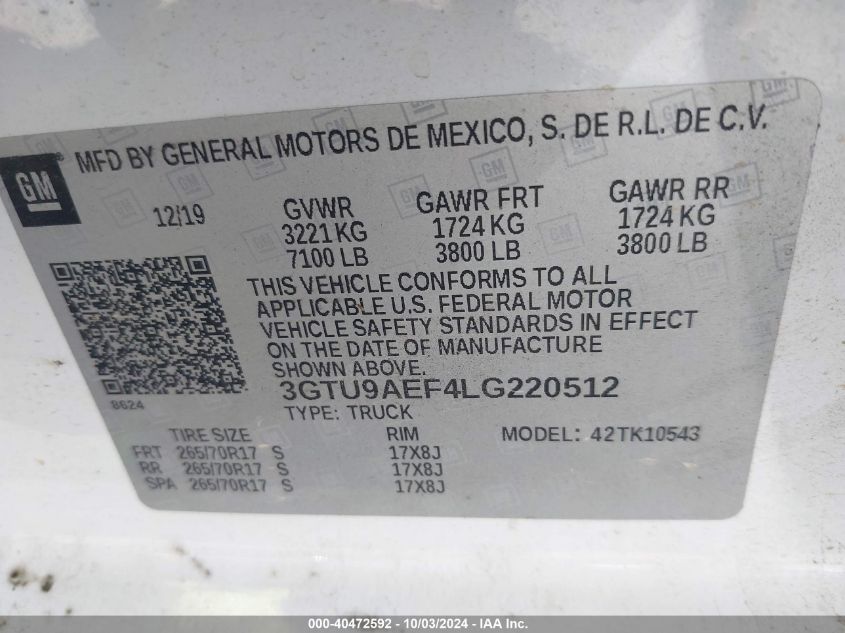 MFD BY GENERAL MOTORS DE MEXICO, S. DE R.L. DE C.V.
GM
12/19
GVWR GAWR FRT GAWR RR
3221 KG 1724 KG 1724 KG
7100 LB 3800 LB 3800 LB
THIS VEHICLE CONFORMS TO ALL
APPLICABLE U.S. FEDERAL MOTOR
VEHICLE SAFETY STANDARDS IN EFFECT
ON THE DATE OF MANUFACTURE
SHOWN ABOVE.
3GTU9AEF4LG220512
8624
TYPE: TRUCK
TIRE SIZE RIM MODEL: 42TK10543
FRT 265/70R17 S 17X8J
RR 265/70R17 S 17X8J
SPA 265/70R17 S 17X8J
000-40472592 - 10/03/2024 - IAA Inc.